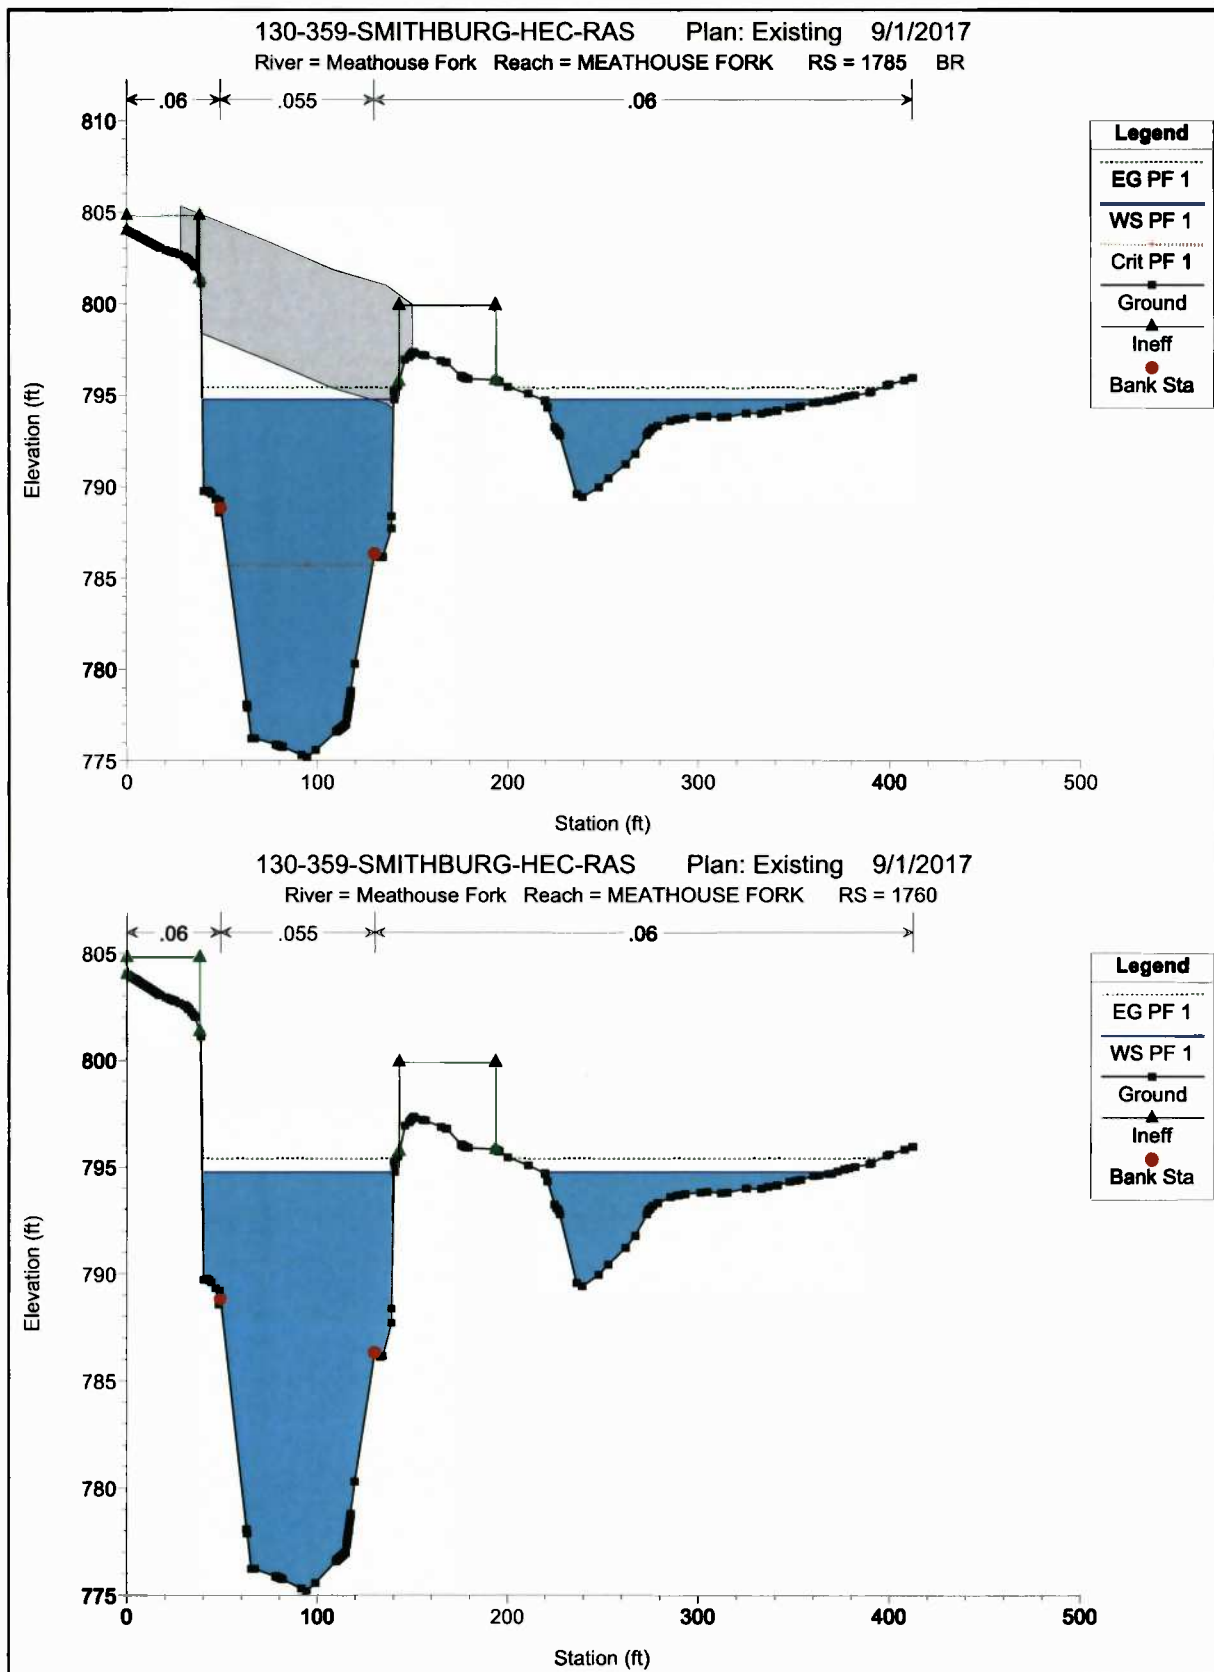 130-359-SMITHBURG-HEC-RAS Plan: Existing 9/1/2017
River = Meathouse Fork Reach = MEATHOUSE FORK RS = 1785 BR
.06 .055 .06
810
805
800
795
790
785
780
775
Elevation (ft)
0 100 200 300 400 500
Station (ft)
Legend
EG PF 1
WS PF 1
Crit PF 1
Ground
Ineff
Bank Sta
130-359-SMITHBURG-HEC-RAS Plan: Existing 9/1/2017
River = Meathouse Fork Reach = MEATHOUSE FORK RS = 1760
.06 .055 .06
805
800
795
790
785
780
775
Elevation (ft)
0 100 200 300 400 500
Station (ft)
Legend
EG PF 1
WS PF 1
Ground
Ineff
Bank Sta